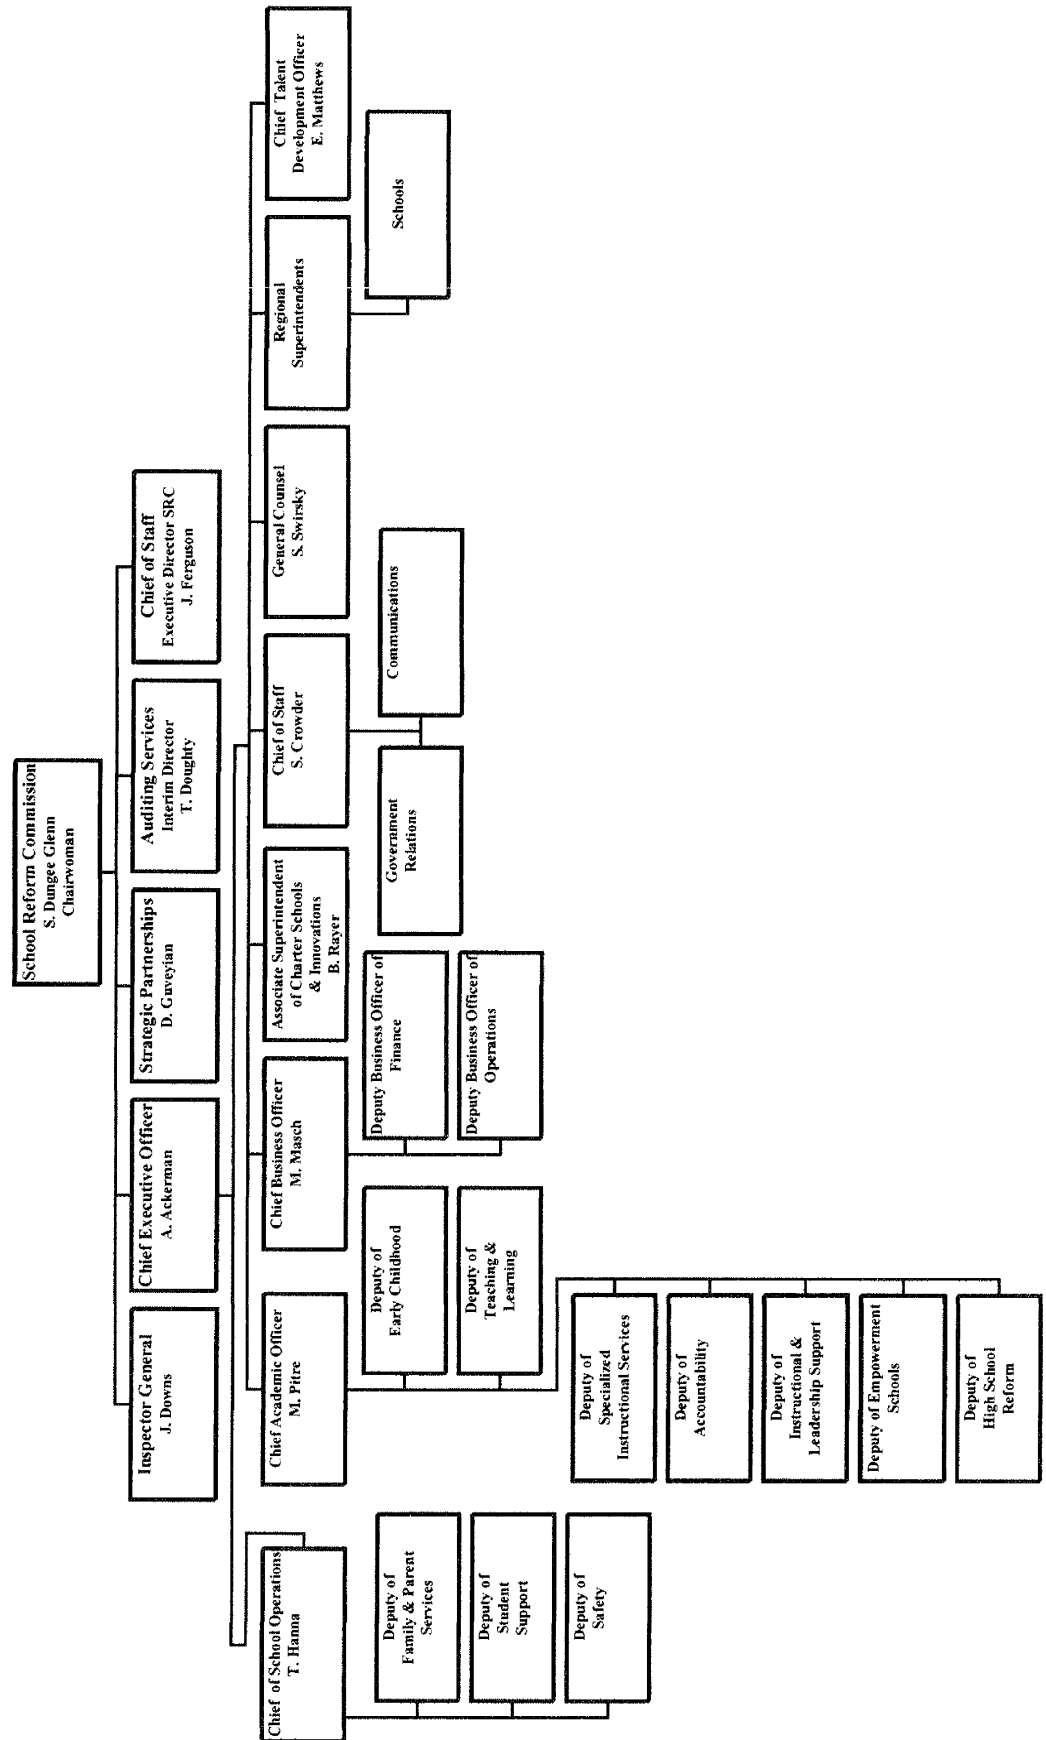 School Reform Commission
S. Dungee Glenn
Chairwoman
Inspector General
J. Downs
Chief Executive Officer
A. Ackerman
Strategic Partnerships
D. Guveyian
Auditing Services
Interim Director
T. Doughty
Chief of Staff
Executive Director SRC
J. Ferguson
Chief of School Operations
T. Hanna
Chief Academic Officer
M. Pitre
Chief Business Officer
M. Masch
Associate Superintendent
of Charter Schools
& Innovations
B. Rayer
Chief of Staff
S. Crowder
General Counsel
S. Swirsky
Regional
Superintendents
Chief Talent
Development Officer
E. Matthews
Deputy of
Family & Parent
Services
Deputy of
Student
Support
Deputy of
Safety
Deputy of
Early Childhood
Deputy of
Teaching &
Learning
Deputy of
Specialized
Instructional Services
Deputy of
Accountability
Deputy of
Instructional &
Leadership Support
Deputy of Empowerment
Schools
Deputy of
High School
Reform
Deputy Business Officer of
Finance
Deputy Business Officer of
Operations
Government
Relations
Communications
Schools